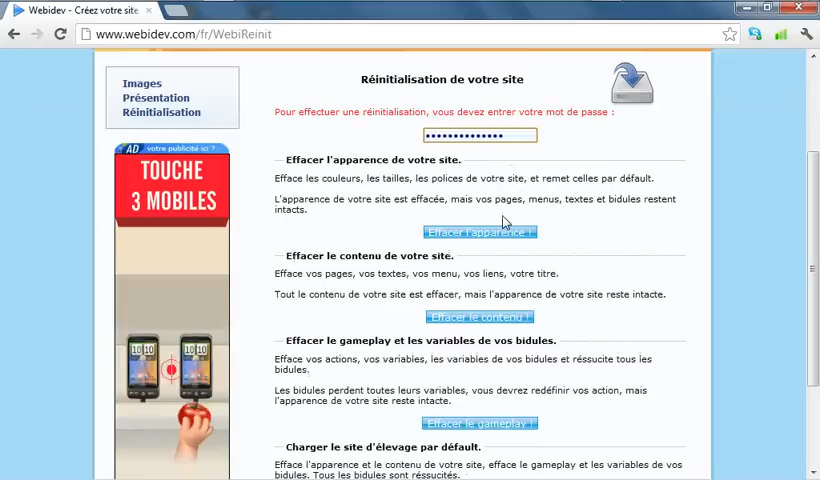 Webidev - Créez votre site
www.webidev.com/fr/WebiReinit
Images
Présentation
Réinitialisation
AD votre publicité ici ?
TOUCHE
3 MOBILES
10 10
10 10
Réinitialisation de votre site
Pour effectuer une réinitialisation, vous devez entrer votre mot de passe :
••••••••••••••
Effacer l'apparence de votre site.
Efface les couleurs, les tailles, les polices de votre site, et remet celles par défault.
L'apparence de votre site est effacée, mais vos pages, menus, textes et bidules restent
intacts.
Effacer l'apparence !
Effacer le contenu de votre site.
Efface vos pages, vos textes, vos menu, vos liens, votre titre.
Tout le contenu de votre site est effacer, mais l'apparence de votre site reste intacte.
Effacer le contenu !
Effacer le gameplay et les variables de vos bidules.
Efface vos actions, vos variables, les variables de vos bidules et réssucite tous les
bidules.
Les bidules perdent toutes leurs variables, vous devrez redéfinir vos action, mais
l'apparence de votre site reste intacte.
Effacer le gameplay !
Charger le site d'élevage par défault.
Efface l'apparence et le contenu de votre site, efface le gameplay et les variables de vos
bidules. Tous les bidules sont réssucités.